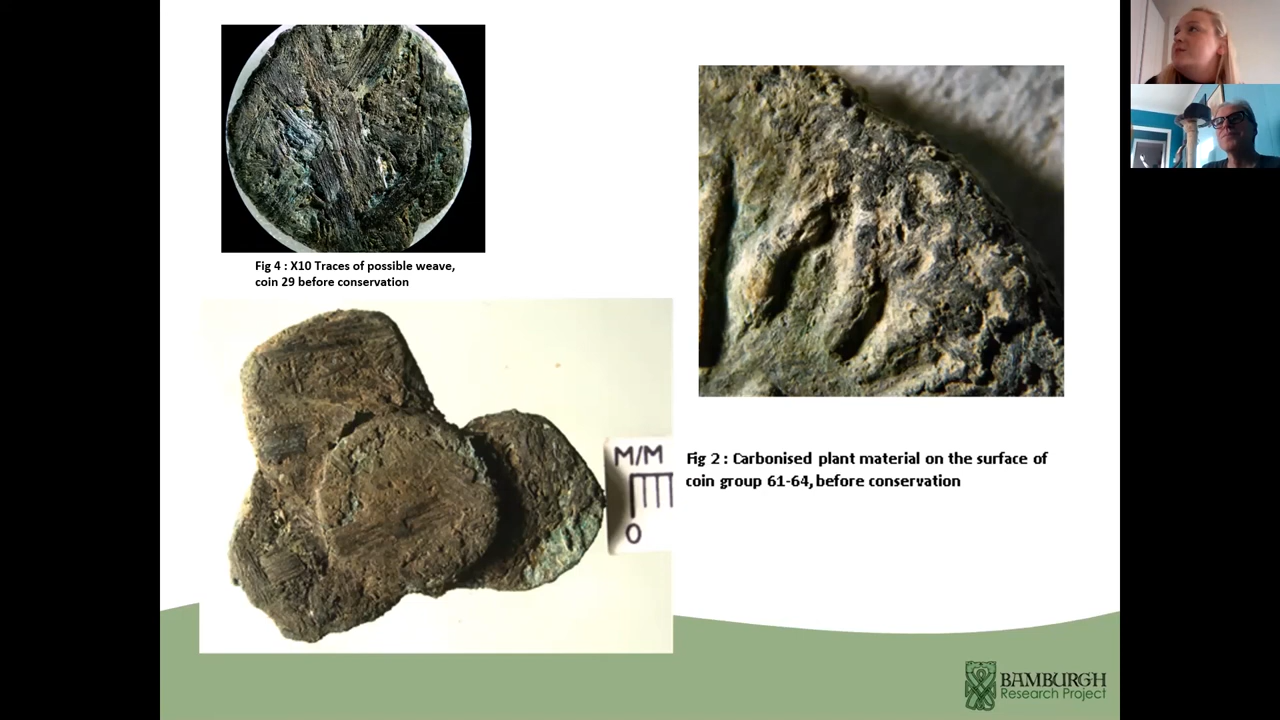 Fig 4 : X10 Traces of possible weave,
coin 29 before conservation
M/M
0
Fig 2 : Carbonised plant material on the surface of
coin group 61-64, before conservation
BAMBURGH
Research Project